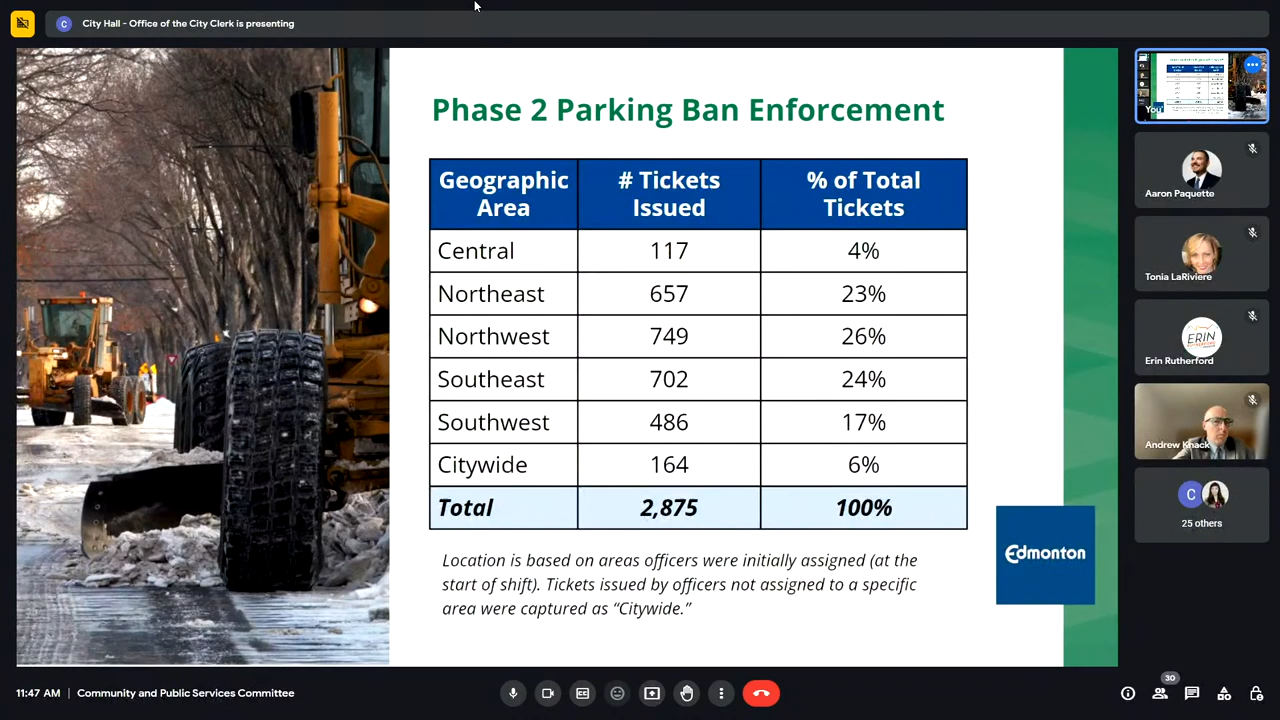 City Hall - Office of the City Clerk is presenting
Phase 2 Parking Ban Enforcement
Geographic Area # Tickets Issued % of Total Tickets
Central 117 4%
Northeast 657 23%
Northwest 749 26%
Southeast 702 24%
Southwest 486 17%
Citywide 164 6%
Total 2,875 100%
Location is based on areas officers were initially assigned (at the
start of shift). Tickets issued by officers not assigned to a specific
area were captured as “Citywide.”
Edmonton
You
Aaron Paquette
Tonia LaRiviere
ERIN
Erin Rutherford
Andrew Knack
C
25 others
11:47 AM | Community and Public Services Committee
30